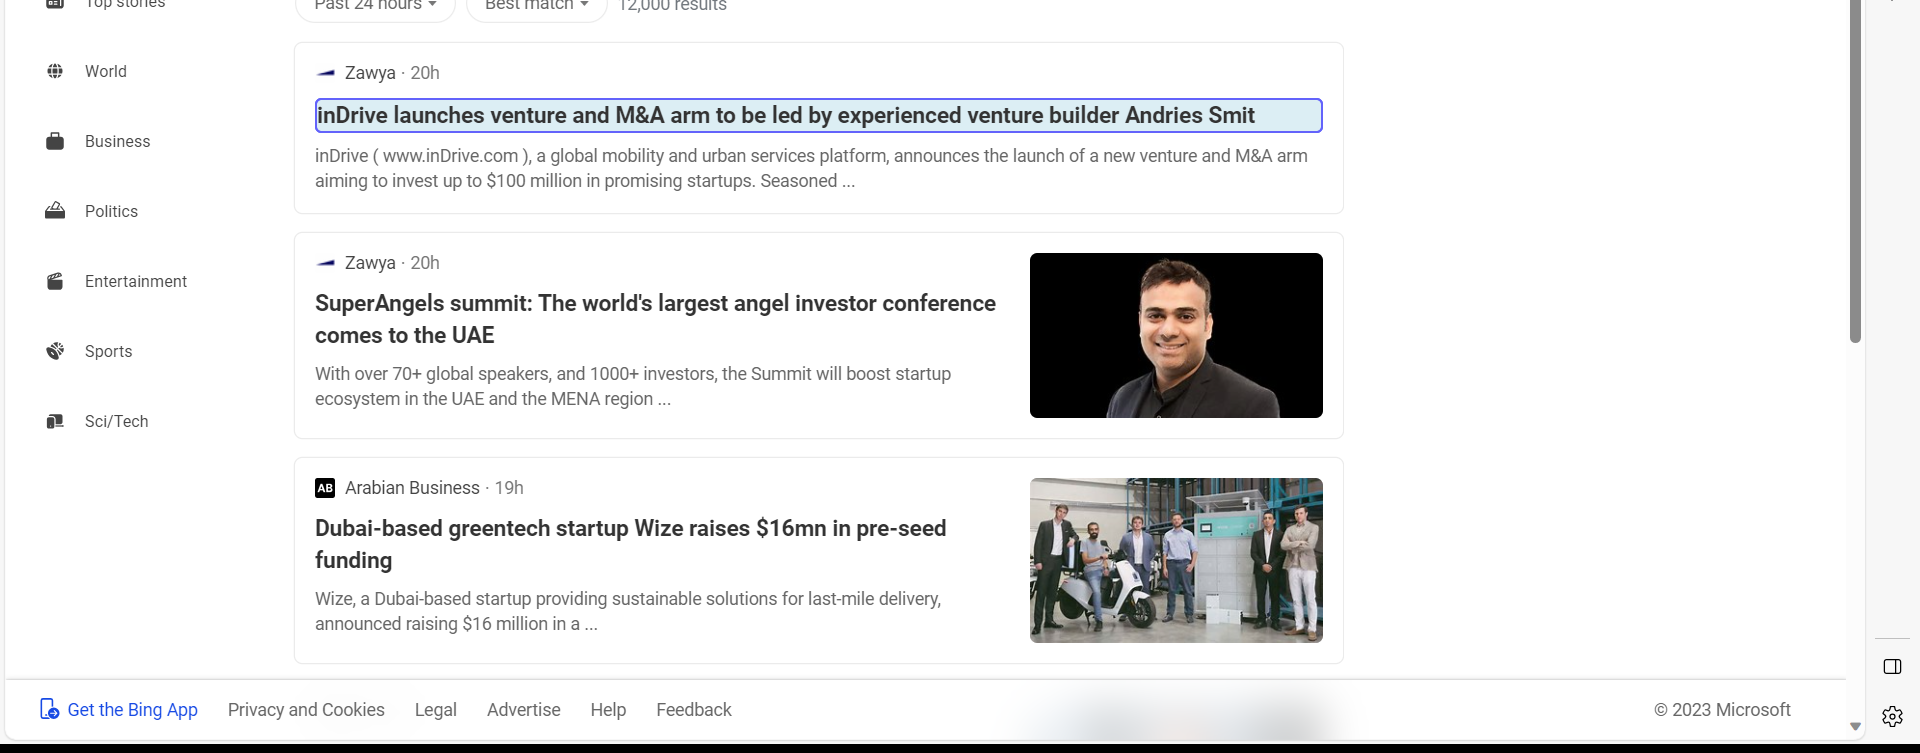 Top stories
World
Business
Politics
Entertainment
Sports
Sci/Tech
Past 24 hours
Best match
12,000 results
Zawya · 20h
inDrive launches venture and M&A arm to be led by experienced venture builder Andries Smit
inDrive ( www.inDrive.com ), a global mobility and urban services platform, announces the launch of a new venture and M&A arm
aiming to invest up to $100 million in promising startups. Seasoned ...
Zawya · 20h
SuperAngels summit: The world's largest angel investor conference
comes to the UAE
With over 70+ global speakers, and 1000+ investors, the Summit will boost startup
ecosystem in the UAE and the MENA region ...
AB
Arabian Business · 19h
Dubai-based greentech startup Wize raises $16mn in pre-seed
funding
Wize, a Dubai-based startup providing sustainable solutions for last-mile delivery,
announced raising $16 million in a ...
Get the Bing App
Privacy and Cookies
Legal
Advertise
Help
Feedback
© 2023 Microsoft